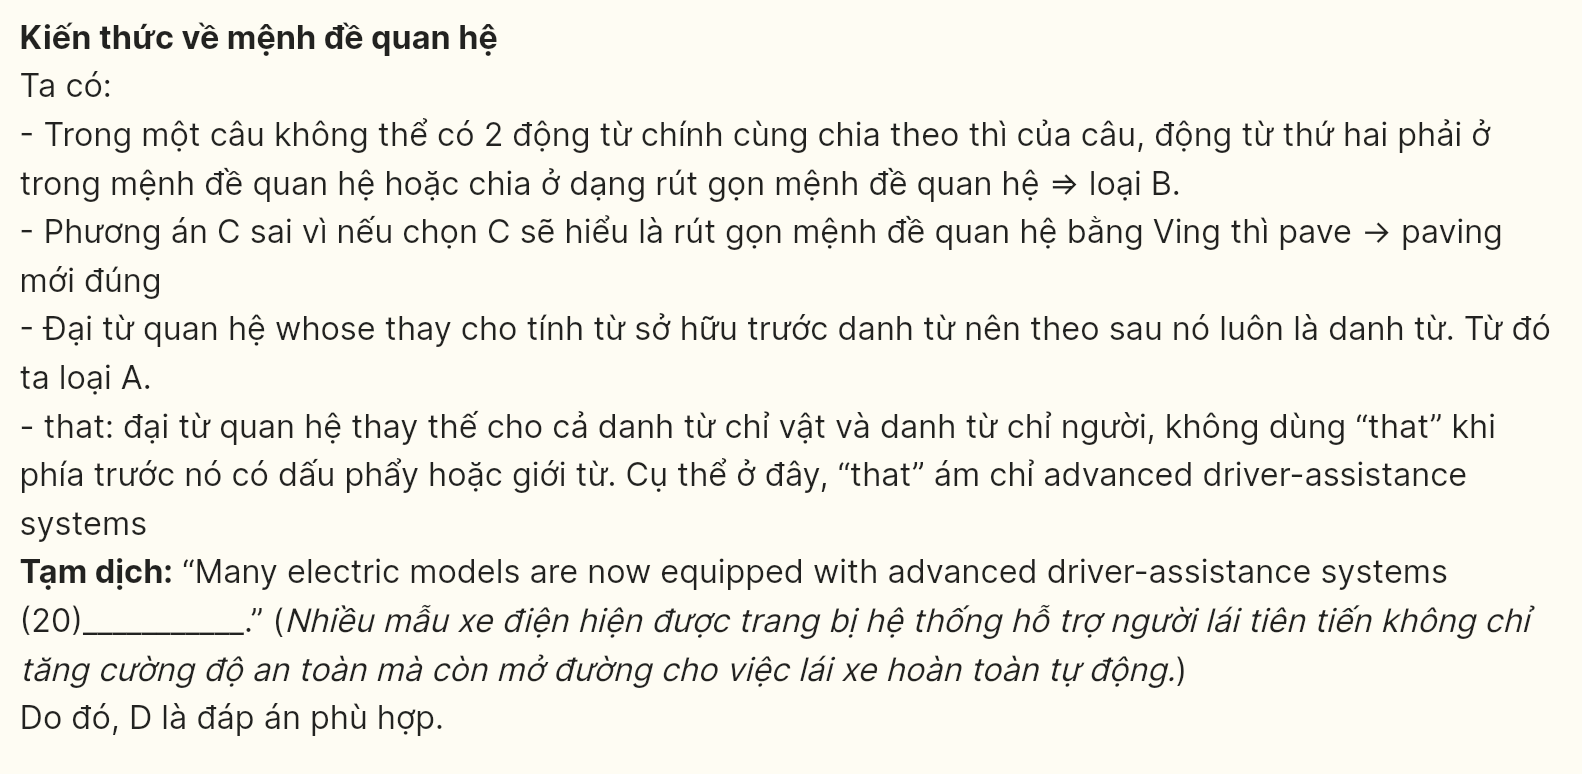 Kiến thức về mệnh đề quan hệ
Ta có:
- Trong một câu không thể có 2 động từ chính cùng chia theo thì của câu, động từ thứ hai phải ở
trong mệnh đề quan hệ hoặc chia ở dạng rút gọn mệnh đề quan hệ ⇒ loại B.
- Phương án C sai vì nếu chọn C sẽ hiểu là rút gọn mệnh đề quan hệ bằng Ving thì pave → paving
mới đúng
- Đại từ quan hệ whose thay cho tính từ sở hữu trước danh từ nên theo sau nó luôn là danh từ. Từ đó
ta loại A.
- that: đại từ quan hệ thay thế cho cả danh từ chỉ vật và danh từ chỉ người, không dùng “that” khi
phía trước nó có dấu phẩy hoặc giới từ. Cụ thể ở đây, “that” ám chỉ advanced driver-assistance
systems
Tạm dịch: “Many electric models are now equipped with advanced driver-assistance systems
(20)___________.” (Nhiều mẫu xe điện hiện được trang bị hệ thống hỗ trợ người lái tiên tiến không chỉ
tăng cường độ an toàn mà còn mở đường cho việc lái xe hoàn toàn tự động.)
Do đó, D là đáp án phù hợp.